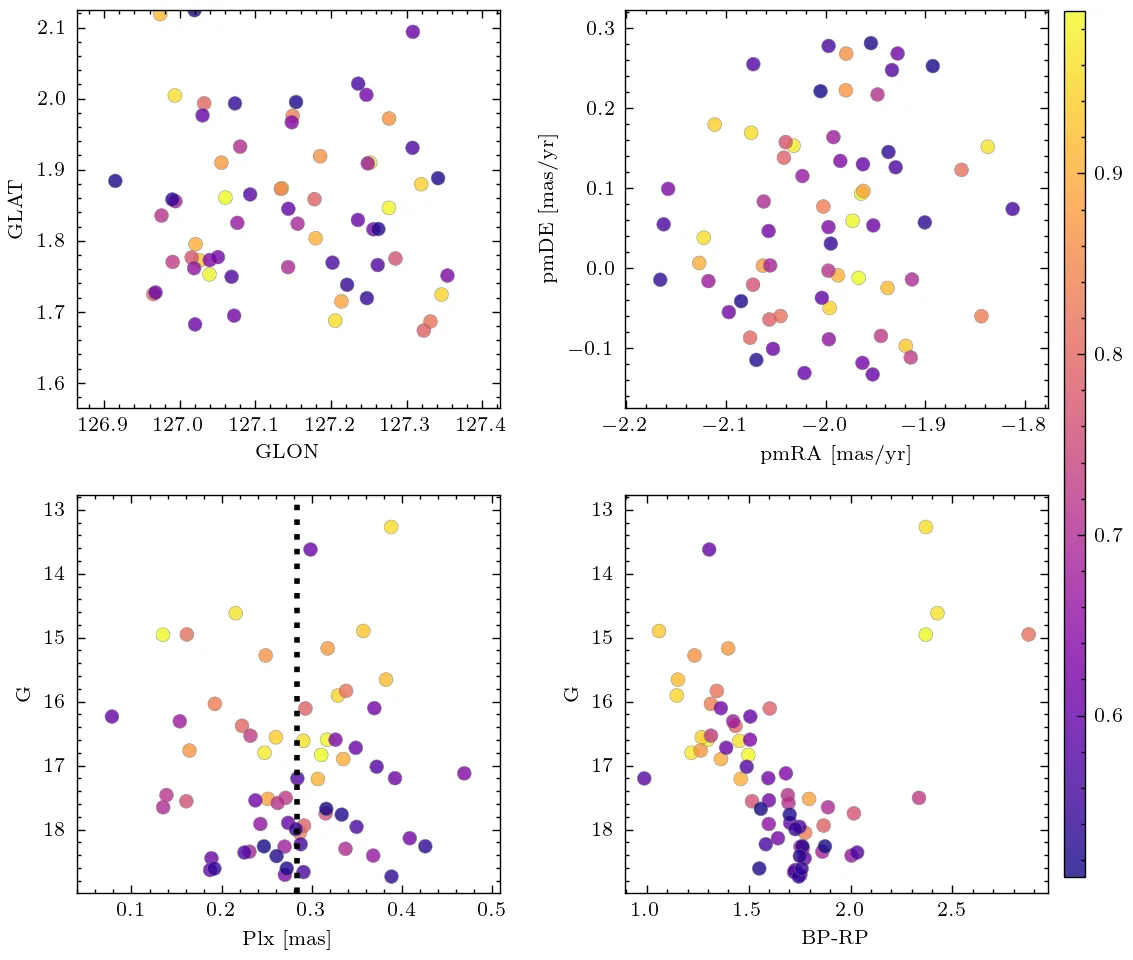 2.1
2.0
1.9
1.8
1.7
1.6
GLAT
126.9 127.0 127.1 127.2 127.3 127.4
GLON
0.3
0.2
0.1
0.0
−0.1
pmDE [mas/yr]
−2.2 −2.1 −2.0 −1.9 −1.8
pmRA [mas/yr]
0.9
0.8
0.7
0.6
13
14
15
16
17
18
G
0.1 0.2 0.3 0.4 0.5
Plx [mas]
13
14
15
16
17
18
G
1.0 1.5 2.0 2.5
BP-RP